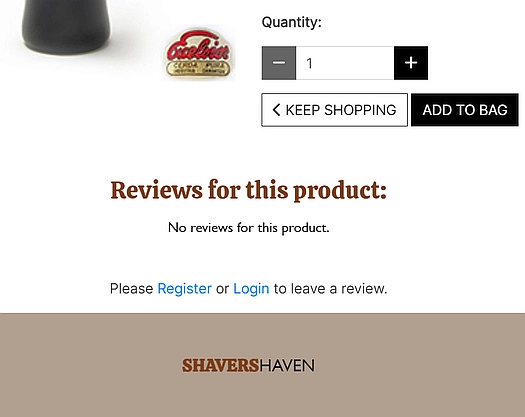 Quantity:
1
KEEP SHOPPING
ADD TO BAG
Excelsior
CERDA PURA
Reviews for this product:
No reviews for this product.
Please Register or Login to leave a review.
SHAVERSHAVEN